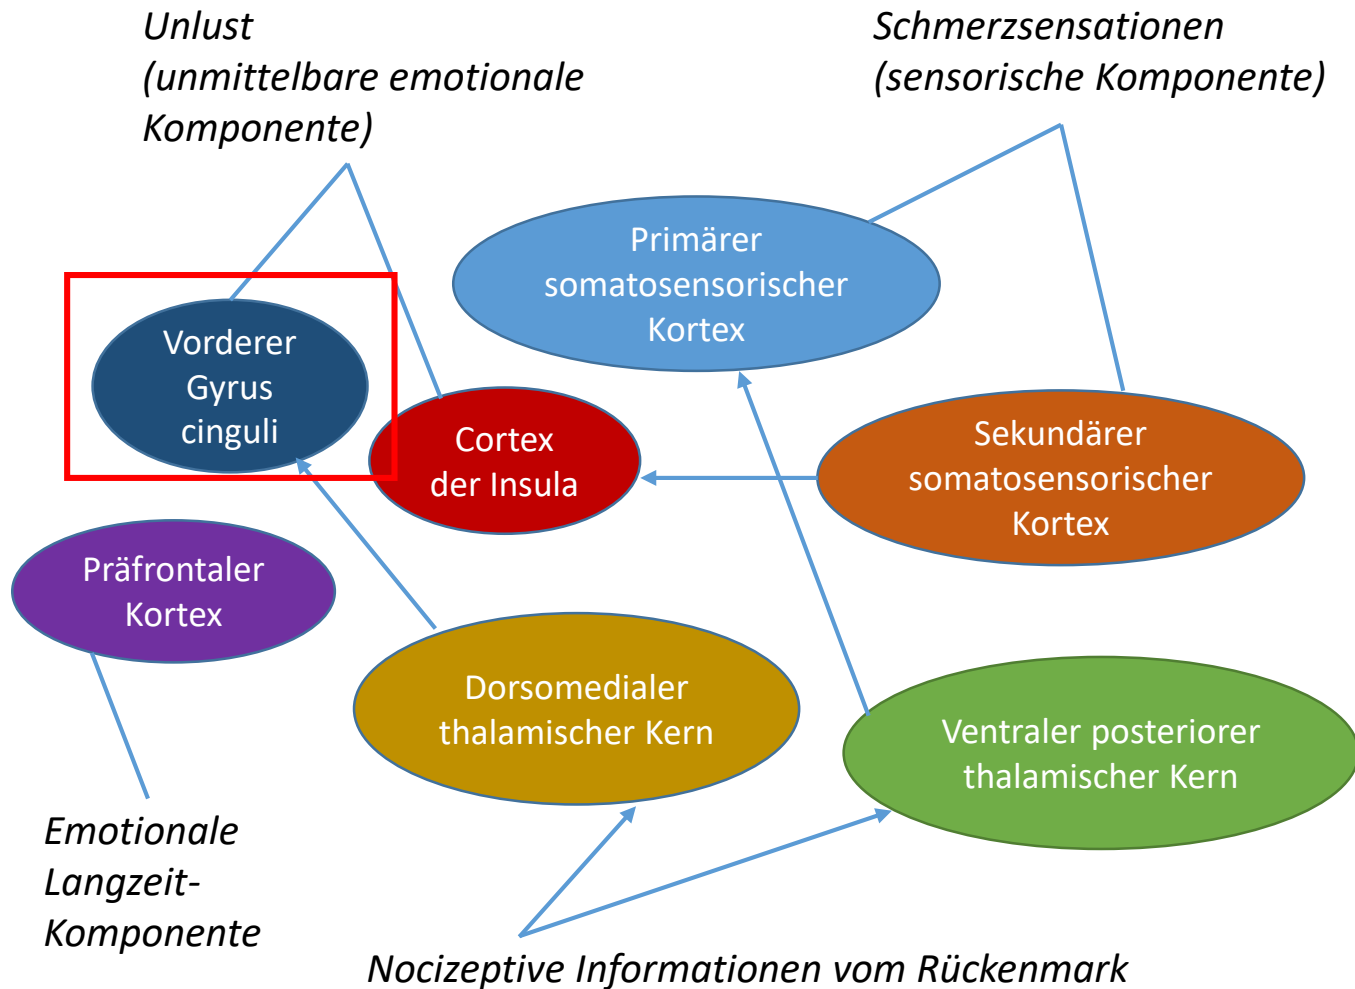 Unlust
(unmittelbare emotionale
Komponente)
Schmerzsensationen
(sensorische Komponente)
Primärer
somatosensorischer
Kortex
Vorderer
Gyrus
cinguli
Cortex
der Insula
Sekundärer
somatosensorischer
Kortex
Präfrontaler
Kortex
Dorsomedialer
thalamischer Kern
Ventraler posteriorer
thalamischer Kern
Emotionale
Langzeit-
Komponente
Nocizeptive Informationen vom Rückenmark